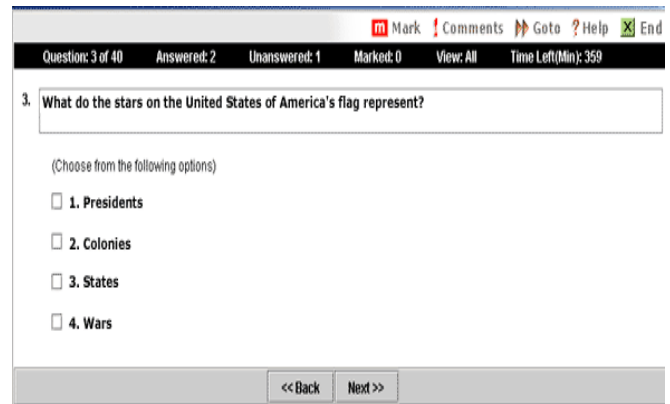 m Mark ! Comments Goto ? Help X End
Question: 3 of 40 Answered: 2 Unanswered: 1 Marked: 0 View: All Time Left(Min): 359
3. What do the stars on the United States of America's flag represent?
(Choose from the following options)
1. Presidents
2. Colonies
3. States
4. Wars
<< Back Next >>